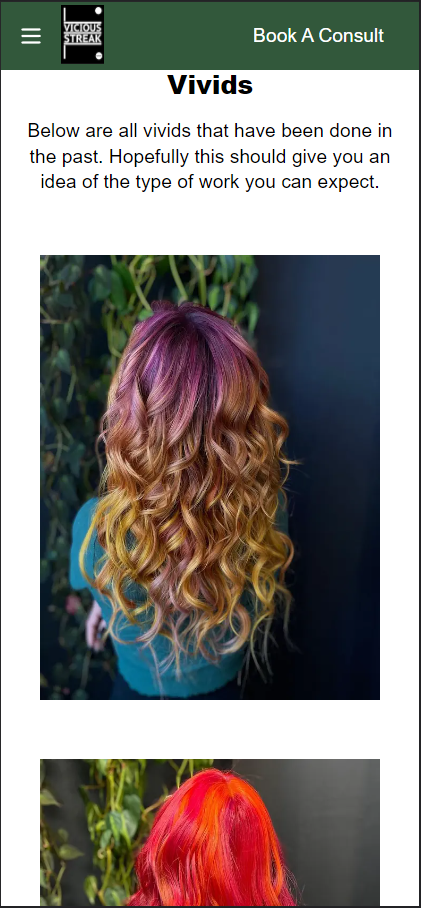 VICIOUS
STREAK
Book A Consult
Vivids
Below are all vivids that have been done in
the past. Hopefully this should give you an
idea of the type of work you can expect.